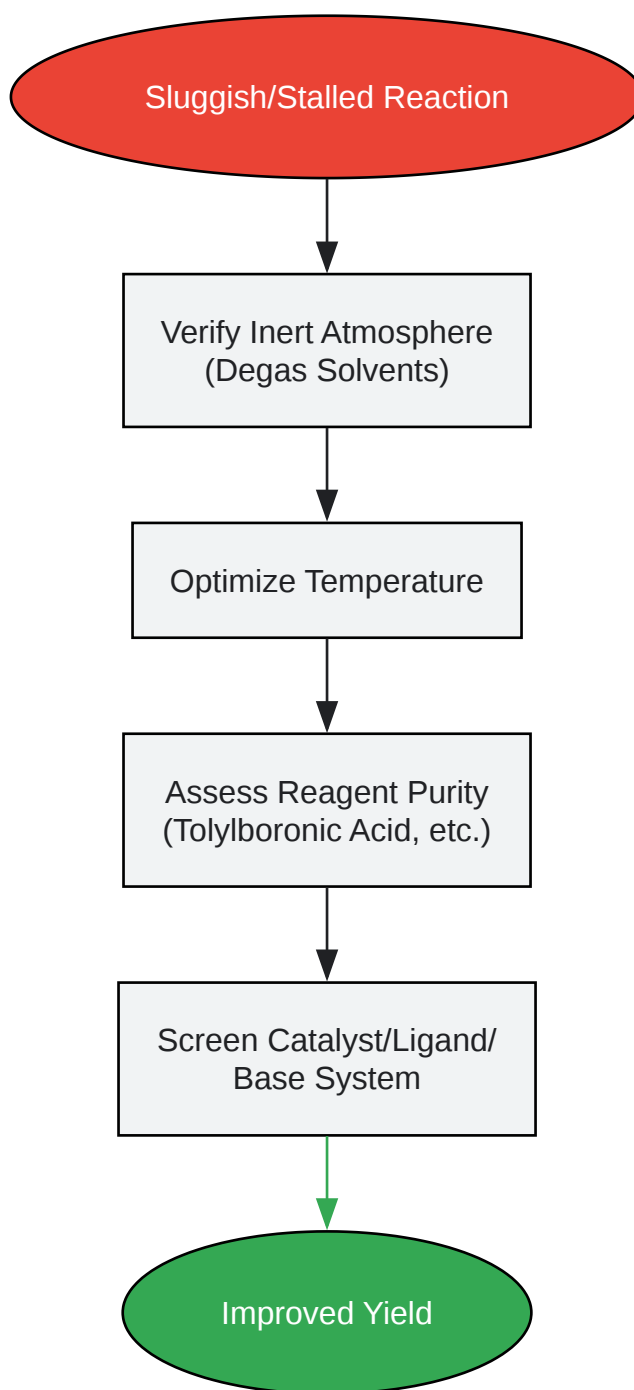 Sluggish/Stalled Reaction
Verify Inert Atmosphere
(Degas Solvents)
Optimize Temperature
Assess Reagent Purity
(Tolylboronic Acid, etc.)
Screen Catalyst/Ligand/
Base System
Improved Yield